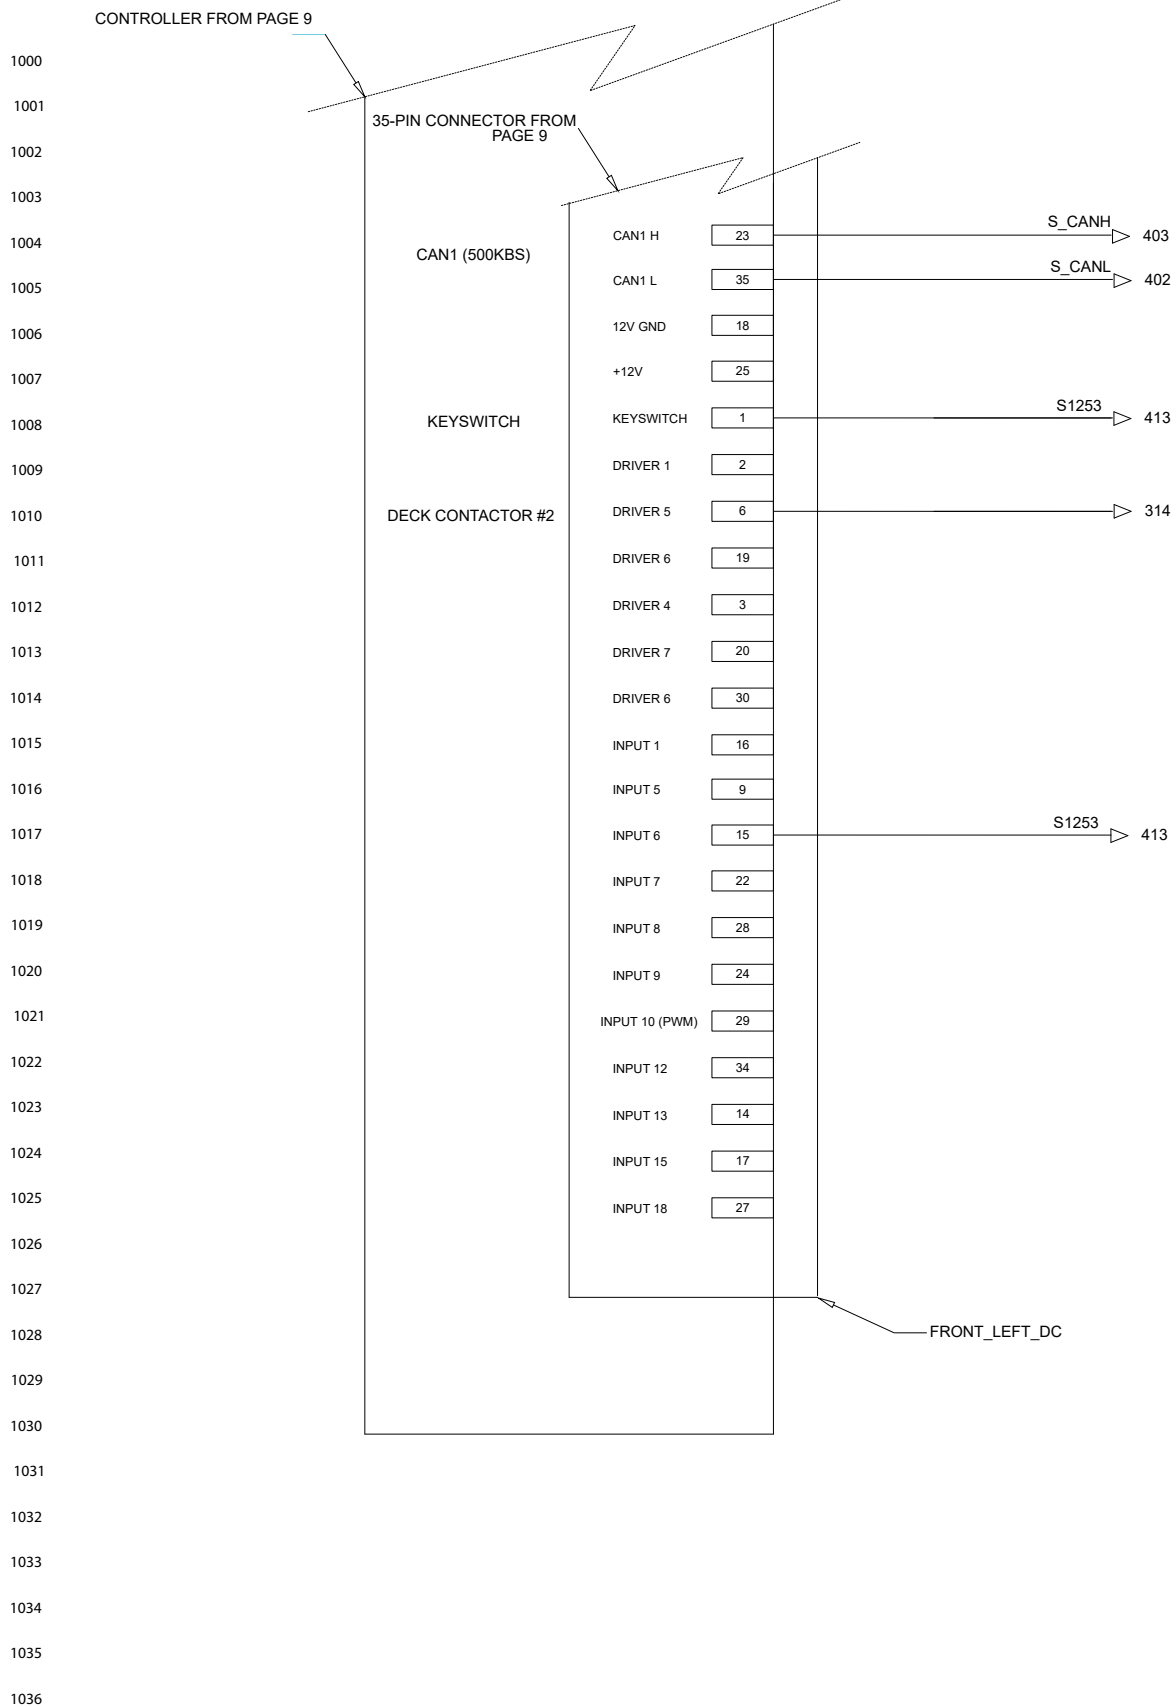 CONTROLLER FROM PAGE 9
1000
1001
35-PIN CONNECTOR FROM
PAGE 9
1002
1003
S_CANH
1004
CAN1 (500KBS)
CAN1 H
23
403
S_CANL
1005
CAN1 L
35
402
1006
12V GND
18
1007
+12V
25
S1253
1008
KEYSWITCH
KEYSWITCH
1
413
1009
DRIVER 1
2
1010
DECK CONTACTOR #2
DRIVER 5
6
314
1011
DRIVER 6
19
1012
DRIVER 4
3
1013
DRIVER 7
20
1014
DRIVER 6
30
1015
INPUT 1
16
1016
INPUT 5
9
S1253
1017
INPUT 6
15
413
1018
INPUT 7
22
1019
INPUT 8
28
1020
INPUT 9
24
1021
INPUT 10 (PWM)
29
1022
INPUT 12
34
1023
INPUT 13
14
1024
INPUT 15
17
1025
INPUT 18
27
1026
1027
1028
FRONT_LEFT_DC
1029
1030
1031
1032
1033
1034
1035
1036